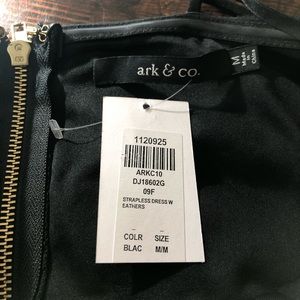 ark & co.
M
Made
in
China
1120925
ARKC10
DJ18602G
09F
STRAPLESS DRESS W
EATHERS
COLR SIZE
BLAC M/M